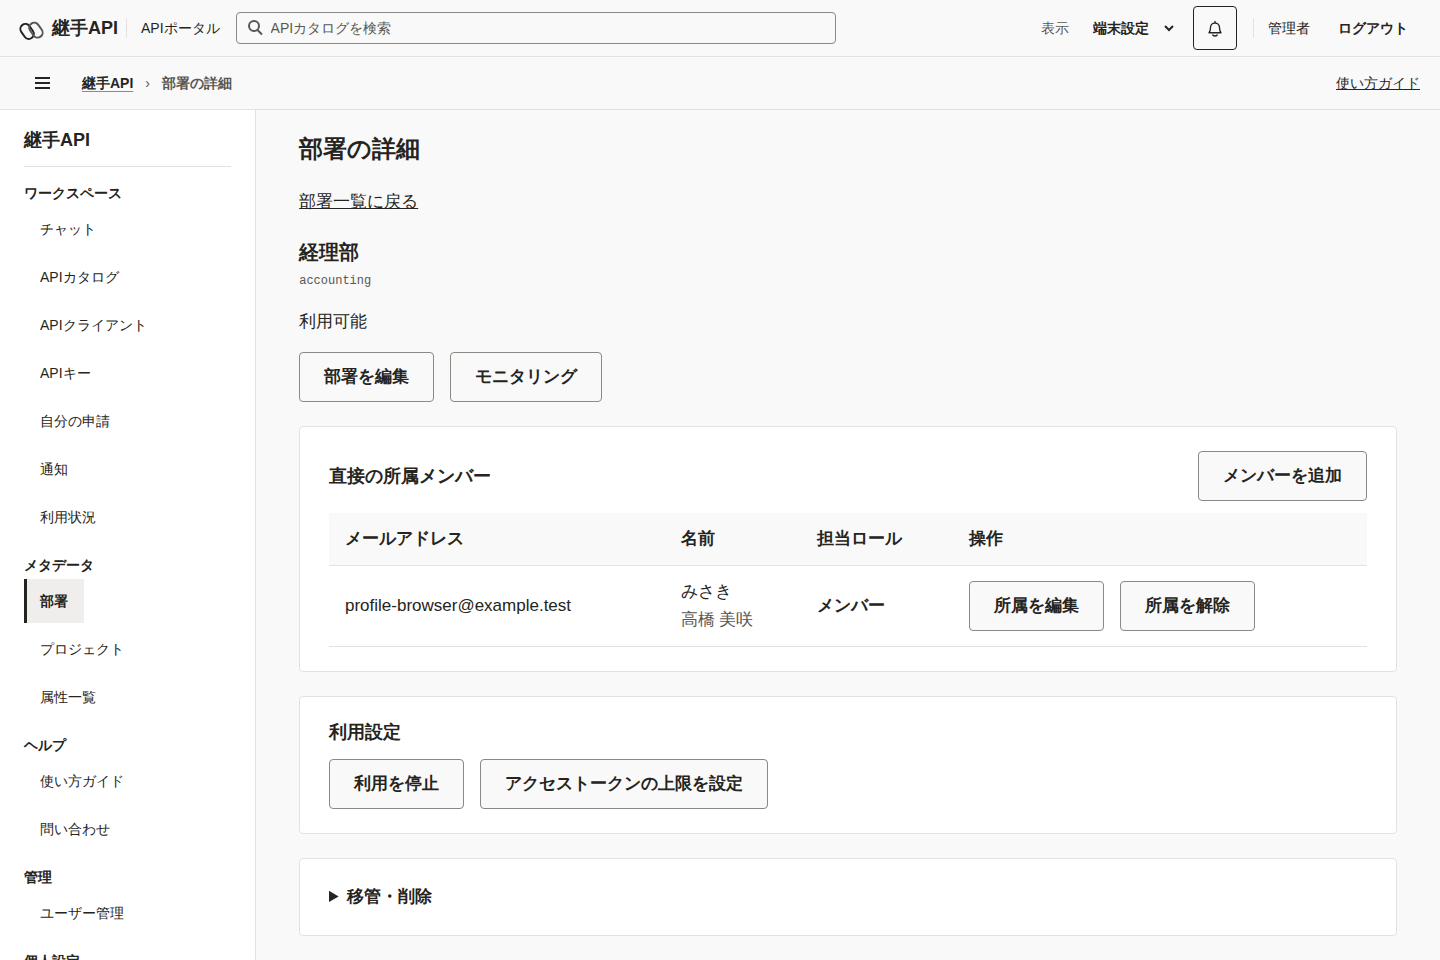 継手API APIポータル APIカタログを検索 表示 端末設定 管理者 ログアウト
継手API › 部署の詳細 使い方ガイド
継手API
ワークスペース
チャット
APIカタログ
APIクライアント
APIキー
自分の申請
通知
利用状況
メタデータ
部署
プロジェクト
属性一覧
ヘルプ
使い方ガイド
問い合わせ
管理
ユーザー管理
個人設定
部署の詳細
部署一覧に戻る
経理部
accounting
利用可能
部署を編集 モニタリング
直接の所属メンバー メンバーを追加
メールアドレス 名前 担当ロール 操作
profile-browser@example.test みさき 高橋 美咲 メンバー 所属を編集 所属を解除
利用設定
利用を停止 アクセストークンの上限を設定
移管・削除